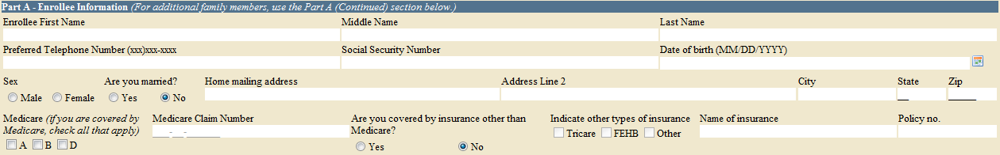 Part A - Enrollee Information (For additional family members, use the Part A (Continued) section below.)
Enrollee First Name Middle Name Last Name
Preferred Telephone Number (xxx)xxx-xxxx Social Security Number Date of birth (MM/DD/YYYY)
Sex Are you married? Home mailing address Address Line 2 City State Zip
Male Female Yes No
Medicare (if you are covered by Medicare Claim Number Are you covered by insurance other than Indicate other types of insurance Name of insurance Policy no.
Medicare, check all that apply) ___-__-______ Medicare? Tricare FEHB Other
A B D Yes No